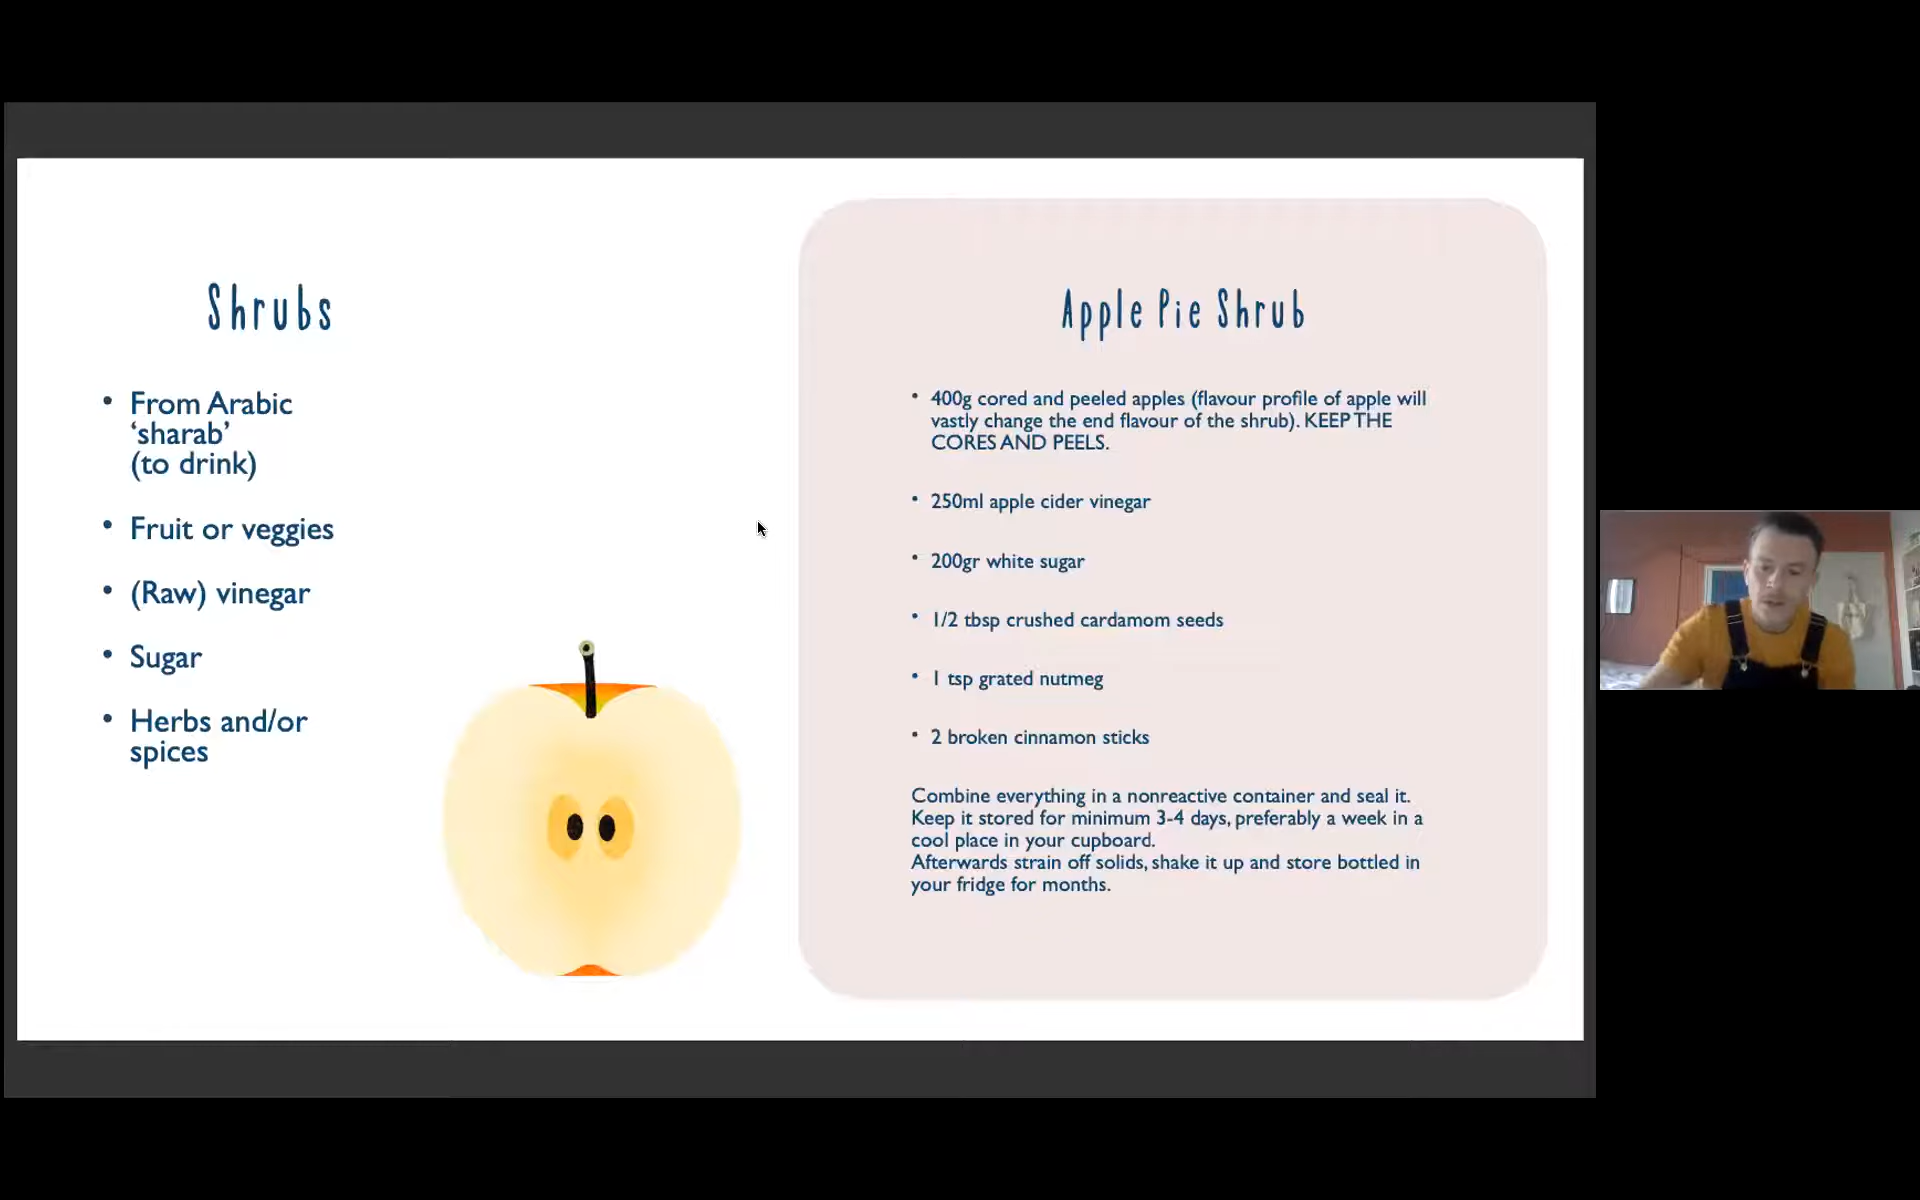 Shrubs
• From Arabic
‘sharab’
(to drink)
• Fruit or veggies
• (Raw) vinegar
• Sugar
• Herbs and/or
spices
Apple Pie Shrub
• 400g cored and peeled apples (flavour profile of apple will
vastly change the end flavour of the shrub). KEEP THE
CORES AND PEELS.
• 250ml apple cider vinegar
• 200gr white sugar
• 1/2 tbsp crushed cardamom seeds
• 1 tsp grated nutmeg
• 2 broken cinnamon sticks
Combine everything in a nonreactive container and seal it.
Keep it stored for minimum 3-4 days, preferably a week in a
cool place in your cupboard.
Afterwards strain off solids, shake it up and store bottled in
your fridge for months.